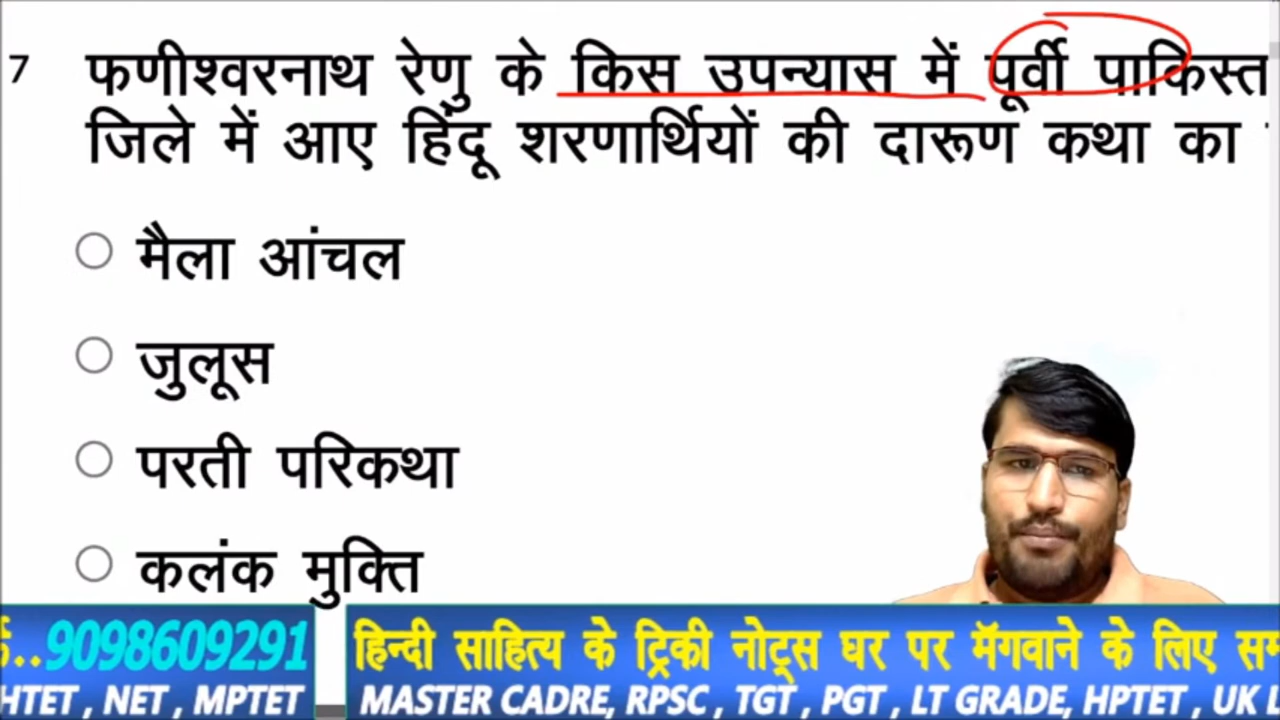 7 फणीश्वरनाथ रेणु के किस उपन्यास में पूर्वी पाकिस्त
जिले में आए हिंदू शरणार्थियों की दारूण कथा का
मैला आंचल
जुलूस
परती परिकथा
कलंक मुक्ति
..9098609291 हिन्दी साहित्य के ट्रिकी नोट्स घर पर मॅगवाने के लिए सम
HTET , NET , MPTET MASTER CADRE, RPSC , TGT , PGT , LT GRADE, HPTET , UK